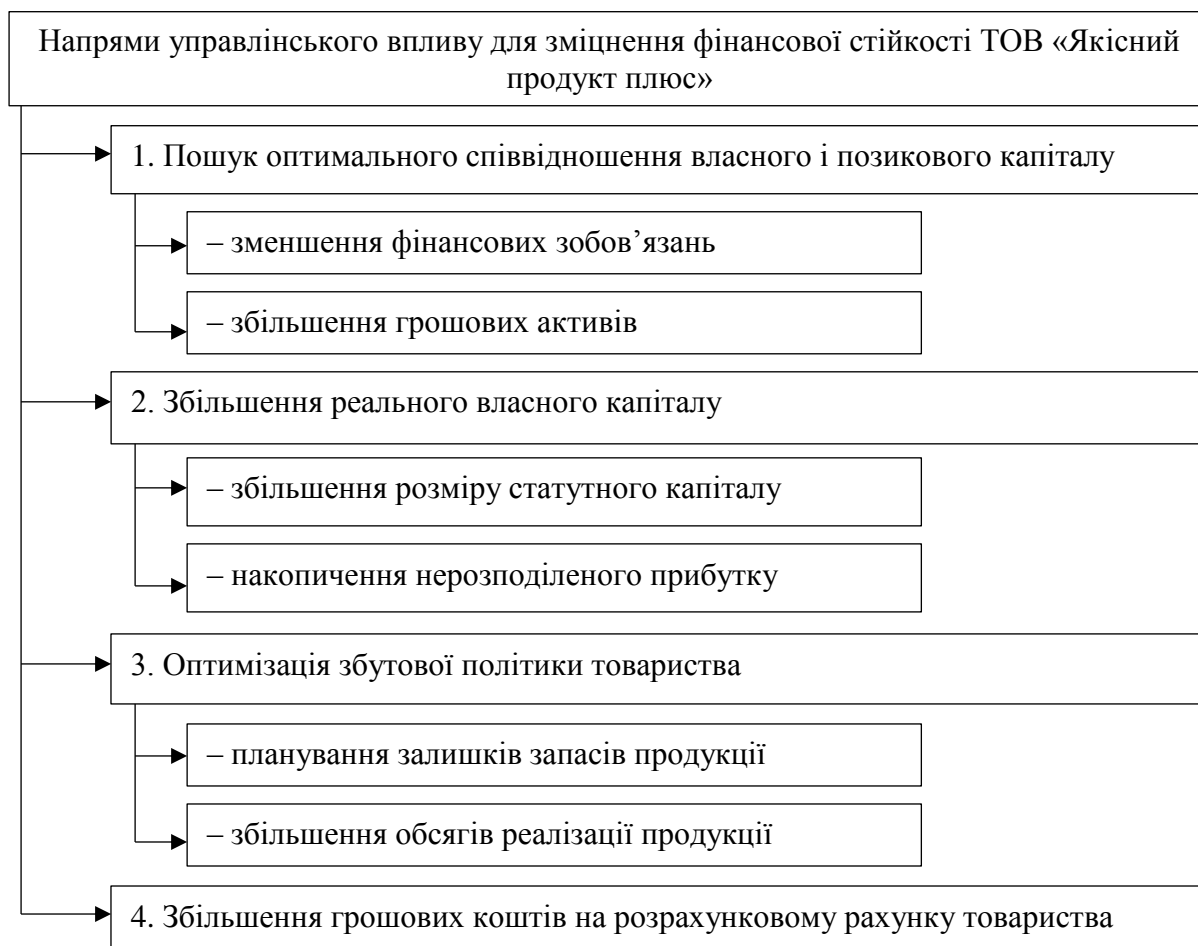 Напрями управлінського впливу для зміцнення фінансової стійкості ТОВ «Якісний
продукт плюс»
1. Пошук оптимального співвідношення власного і позикового капіталу
– зменшення фінансових зобов’язань
– збільшення грошових активів
2. Збільшення реального власного капіталу
– збільшення розміру статутного капіталу
– накопичення нерозподіленого прибутку
3. Оптимізація збутової політики товариства
– планування залишків запасів продукції
– збільшення обсягів реалізації продукції
4. Збільшення грошових коштів на розрахунковому рахунку товариства